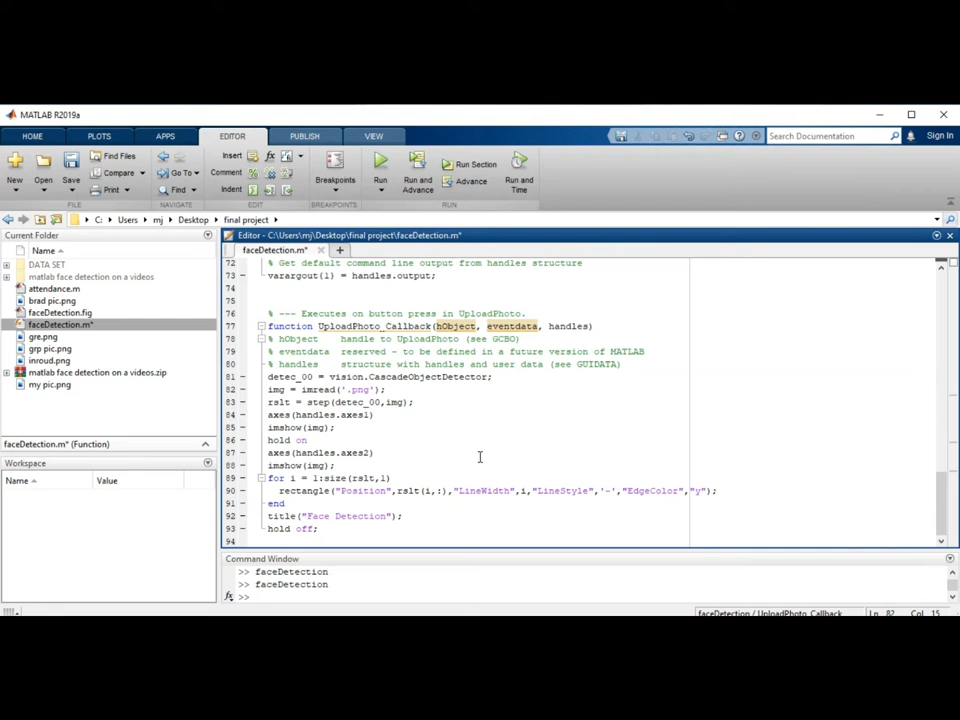 MATLAB R2019a
HOME PLOTS APPS EDITOR PUBLISH VIEW Search Documentation Sign In
New Open Save Find Files Compare Print Go To Find Insert fx Comment Indent Breakpoints Run Run and Advance Run Section Advance Run and Time
FILE NAVIGATE EDIT BREAKPOINTS RUN
C: Users mj Desktop final project
Current Folder
Name
DATA SET
matlab face detection on a videos
attendance.m
brad pic.png
faceDetection.fig
faceDetection.m*
gre.png
grp pic.png
inroud.png
matlab face detection on a videos.zip
my pic.png
faceDetection.m* (Function)
Workspace
Name Value
Editor - C:\Users\mj\Desktop\final project\faceDetection.m*
faceDetection.m*
72 % Get default command line output from handles structure
73 varargout{1} = handles.output;
74
75
76 % --- Executes on button press in UploadPhoto.
77 function UploadPhoto_Callback(hObject, eventdata, handles)
78 % hObject    handle to UploadPhoto (see GCBO)
79 % eventdata  reserved - to be defined in a future version of MATLAB
80 % handles    structure with handles and user data (see GUIDATA)
81 detec_00 = vision.CascadeObjectDetector;
82 img = imread('.png');
83 rslt = step(detec_00,img);
84 axes(handles.axes1)
85 imshow(img);
86 hold on
87 axes(handles.axes2)
88 imshow(img);
89 for i = 1:size(rslt,1)
90 rectangle("Position",rslt(i,:),"LineWidth",i,"LineStyle",'-',"EdgeColor","y");
91 end
92 title("Face Detection");
93 hold off;
94
Command Window
>> faceDetection
>> faceDetection
fx >>
faceDetection / UploadPhoto_Callback Ln 82 Col 15